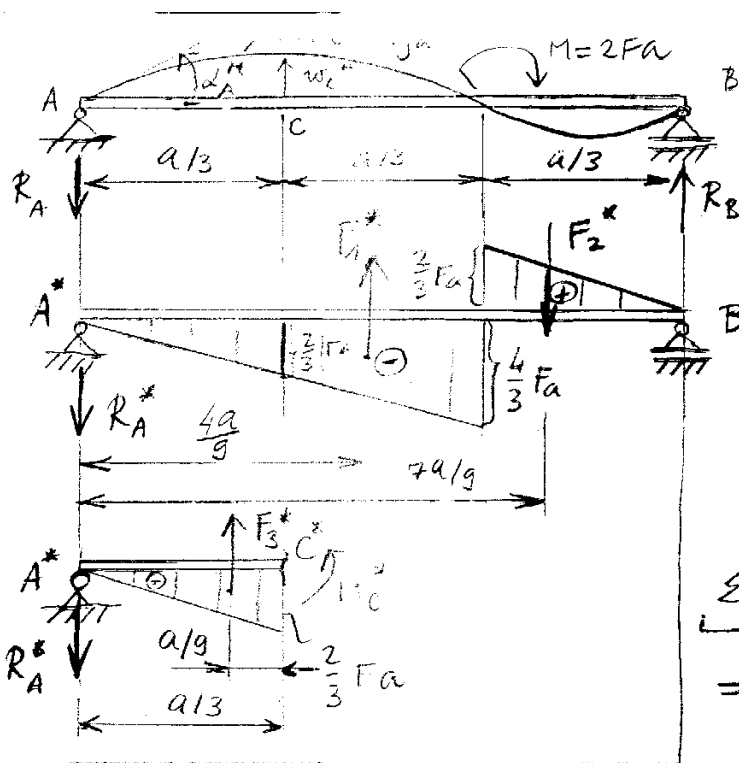 M = 2Fa
A
B
C
a/3
a/3
a/3
R_A
R_B
F_2*
2/3 Fa
+
A*
B
2/3 Fa
−
4/3 Fa
R_A*
4a/9
7a/9
F_3*
C*
A*
a/9
2/3 Fa
R_A*
a/3
=